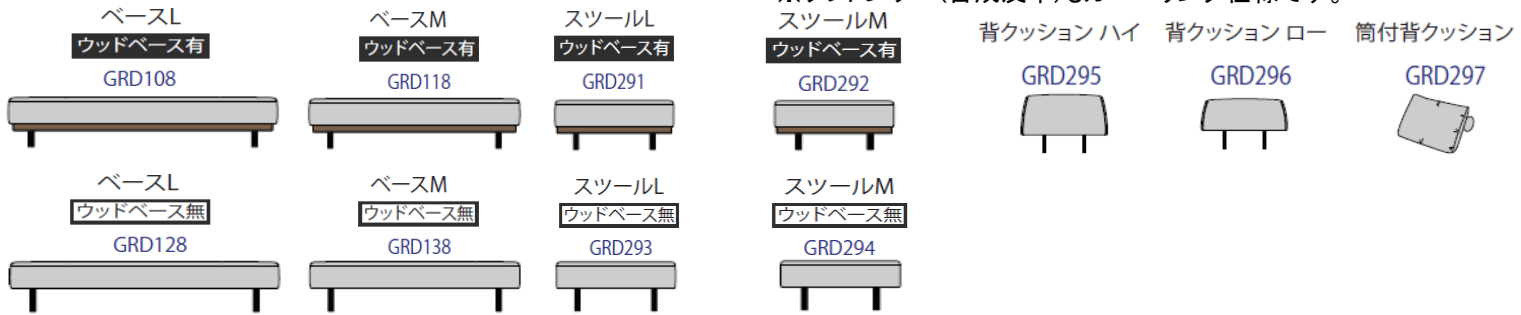 ベースL
ウッドベース有
GRD108
ベースM
ウッドベース有
GRD118
スツールL
ウッドベース有
GRD291
スツールM
ウッドベース有
GRD292
背クッション ハイ
GRD295
背クッション ロー
GRD296
筒付背クッション
GRD297
ベースL
ウッドベース無
GRD128
ベースM
ウッドベース無
GRD138
スツールL
ウッドベース無
GRD293
スツールM
ウッドベース無
GRD294